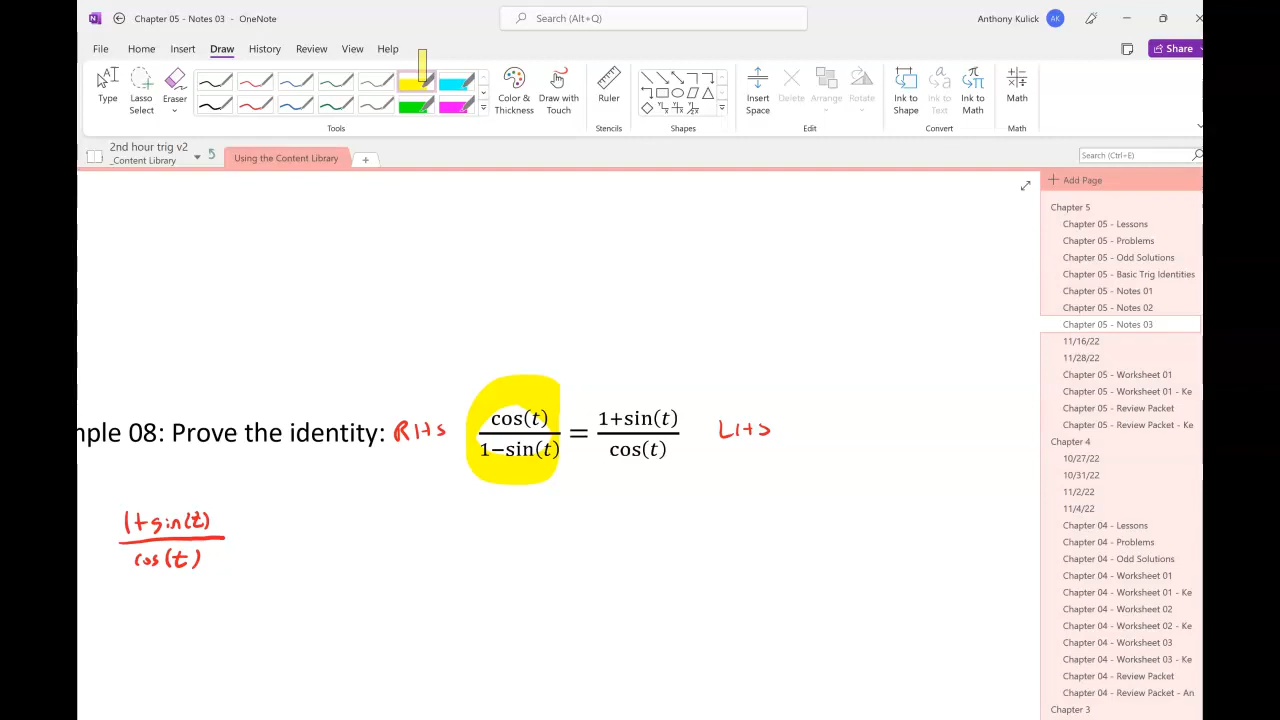 Chapter 05 - Notes 03 - OneNote
Search (Alt+Q)
Anthony Kulick
AK
File Home Insert Draw History Review View Help
Share
Type
Lasso Select
Eraser
Color & Thickness
Draw with Touch
Ruler
Insert Space
Delete
Arrange
Rotate
Ink to Shape
Ink to Text
Ink to Math
Math
Tools
Stencils
Shapes
Edit
Convert
Math
2nd hour trig v2
_Content Library
Using the Content Library
Search (Ctrl+E)
Add Page
Chapter 5
Chapter 05 - Lessons
Chapter 05 - Problems
Chapter 05 - Odd Solutions
Chapter 05 - Basic Trig Identities
Chapter 05 - Notes 01
Chapter 05 - Notes 02
Chapter 05 - Notes 03
11/16/22
11/28/22
Chapter 05 - Worksheet 01
Chapter 05 - Worksheet 01 - Ke
Chapter 05 - Review Packet
Chapter 05 - Review Packet - Ke
Chapter 4
10/27/22
10/31/22
11/2/22
11/4/22
Chapter 04 - Lessons
Chapter 04 - Problems
Chapter 04 - Odd Solutions
Chapter 04 - Worksheet 01
Chapter 04 - Worksheet 01 - Ke
Chapter 04 - Worksheet 02
Chapter 04 - Worksheet 02 - Ke
Chapter 04 - Worksheet 03
Chapter 04 - Worksheet 03 - Ke
Chapter 04 - Review Packet
Chapter 04 - Review Packet - An
Chapter 3
mple 08: Prove the identity: RHS cos(t)/1−sin(t) = 1+sin(t)/cos(t) LHS
1+sin(t)
cos(t)